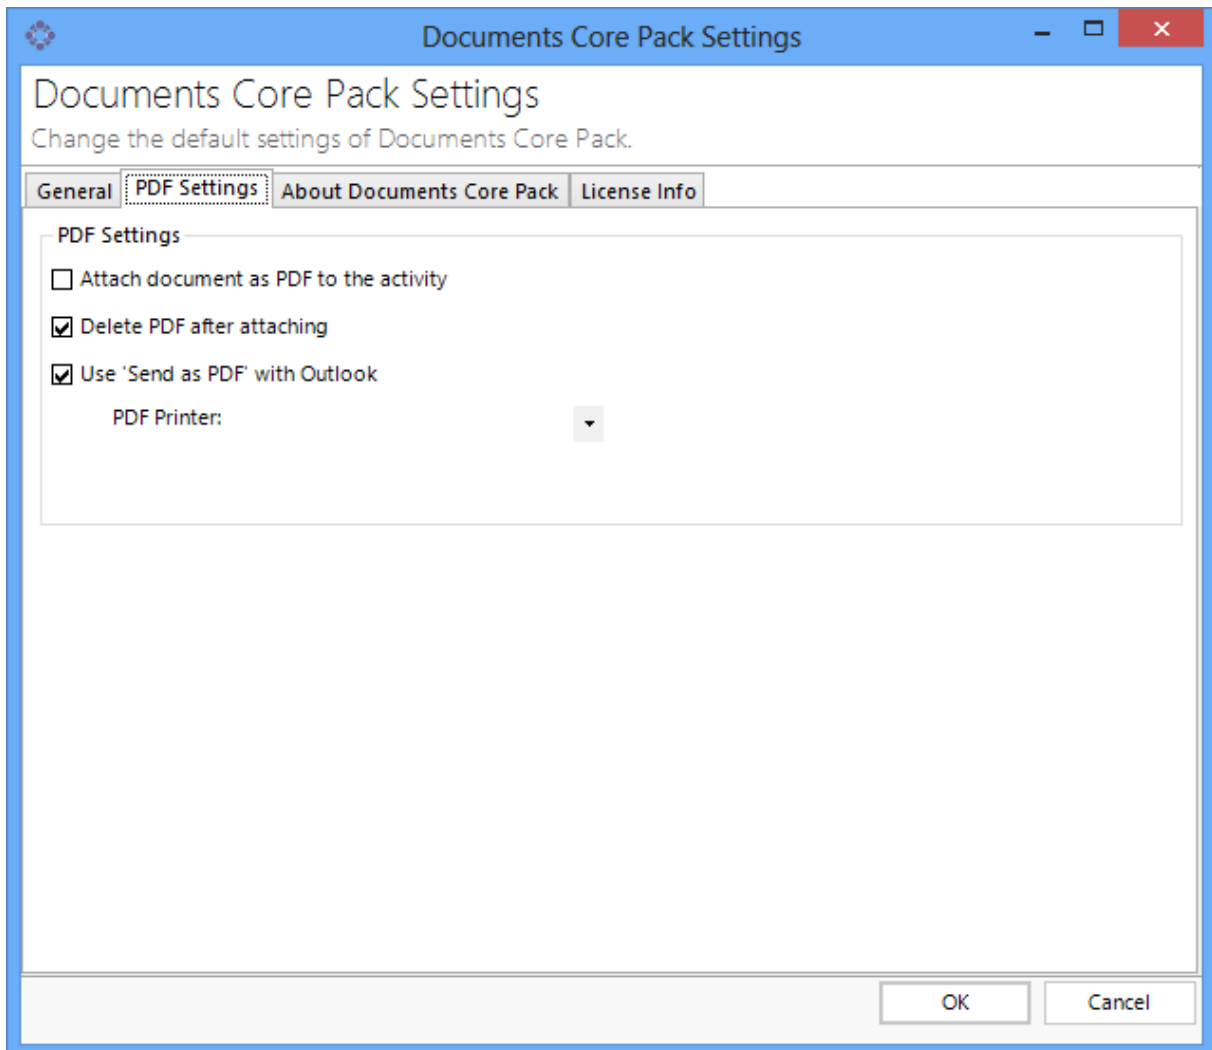 Documents Core Pack Settings
Documents Core Pack Settings
Change the default settings of Documents Core Pack.
General PDF Settings About Documents Core Pack License Info
PDF Settings
Attach document as PDF to the activity
Delete PDF after attaching
Use 'Send as PDF' with Outlook
PDF Printer:
OK Cancel